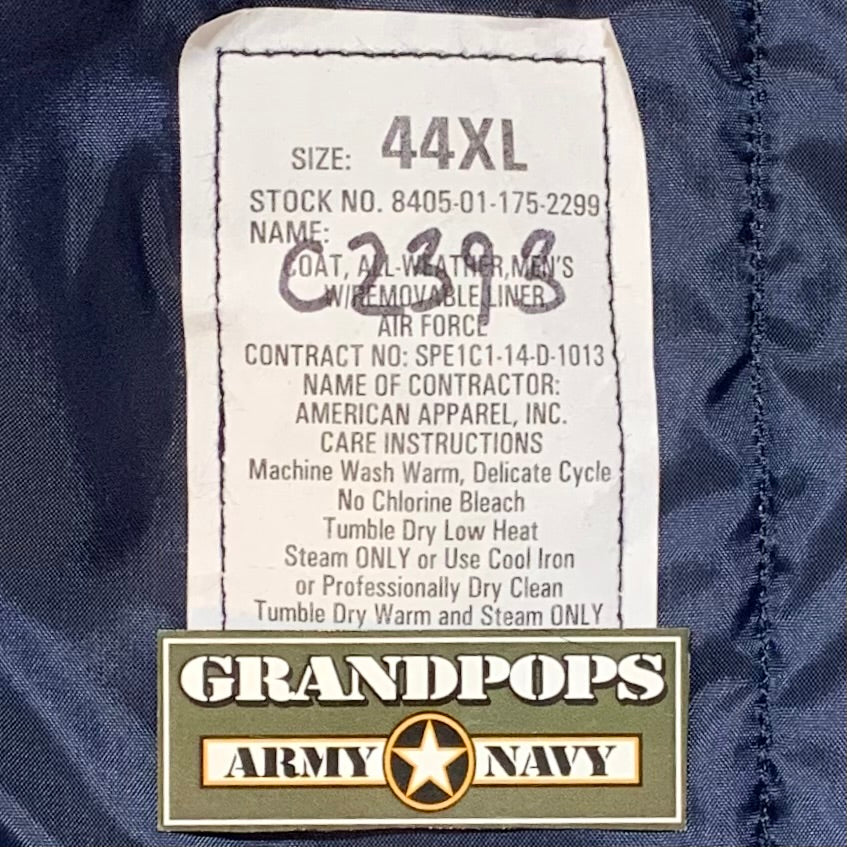 SIZE: 44XL
STOCK NO. 8405-01-175-2299
NAME:
C2398
COAT, ALL-WEATHER,MEN'S
W/REMOVABLE LINER
AIR FORCE
CONTRACT NO: SPE1C1-14-D-1013
NAME OF CONTRACTOR:
AMERICAN APPAREL, INC.
CARE INSTRUCTIONS
Machine Wash Warm, Delicate Cycle
No Chlorine Bleach
Tumble Dry Low Heat
Steam ONLY or Use Cool Iron
or Professionally Dry Clean
Tumble Dry Warm and Steam ONLY
GRANDPOPS
ARMY NAVY